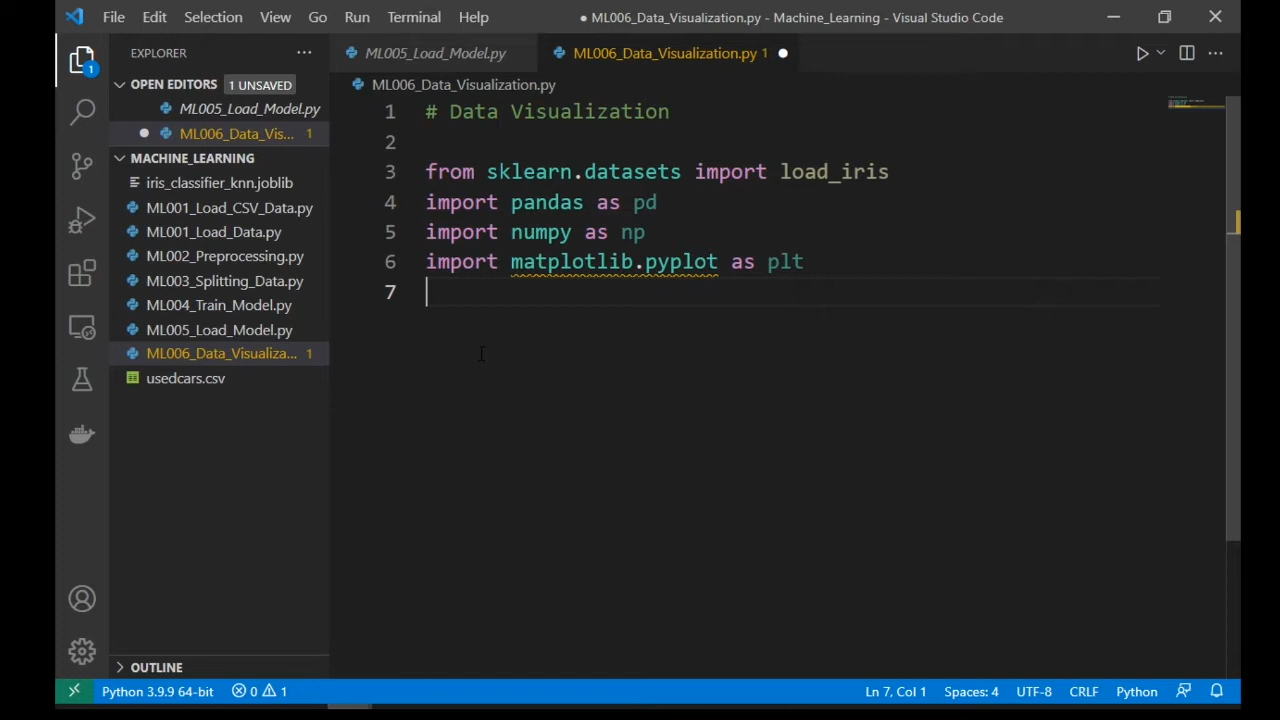 File Edit Selection View Go Run Terminal Help
● ML006_Data_Visualization.py - Machine_Learning - Visual Studio Code
EXPLORER
ML005_Load_Model.py
ML006_Data_Visualization.py 1
OPEN EDITORS 1 UNSAVED
ML005_Load_Model.py
ML006_Data_Vis... 1
MACHINE_LEARNING
iris_classifier_knn.joblib
ML001_Load_CSV_Data.py
ML001_Load_Data.py
ML002_Preprocessing.py
ML003_Splitting_Data.py
ML004_Train_Model.py
ML005_Load_Model.py
ML006_Data_Visualiza... 1
usedcars.csv
OUTLINE
1
ML006_Data_Visualization.py
1 # Data Visualization
2
3 from sklearn.datasets import load_iris
4 import pandas as pd
5 import numpy as np
6 import matplotlib.pyplot as plt
7
Python 3.9.9 64-bit 0 1
Ln 7, Col 1 Spaces: 4 UTF-8 CRLF Python